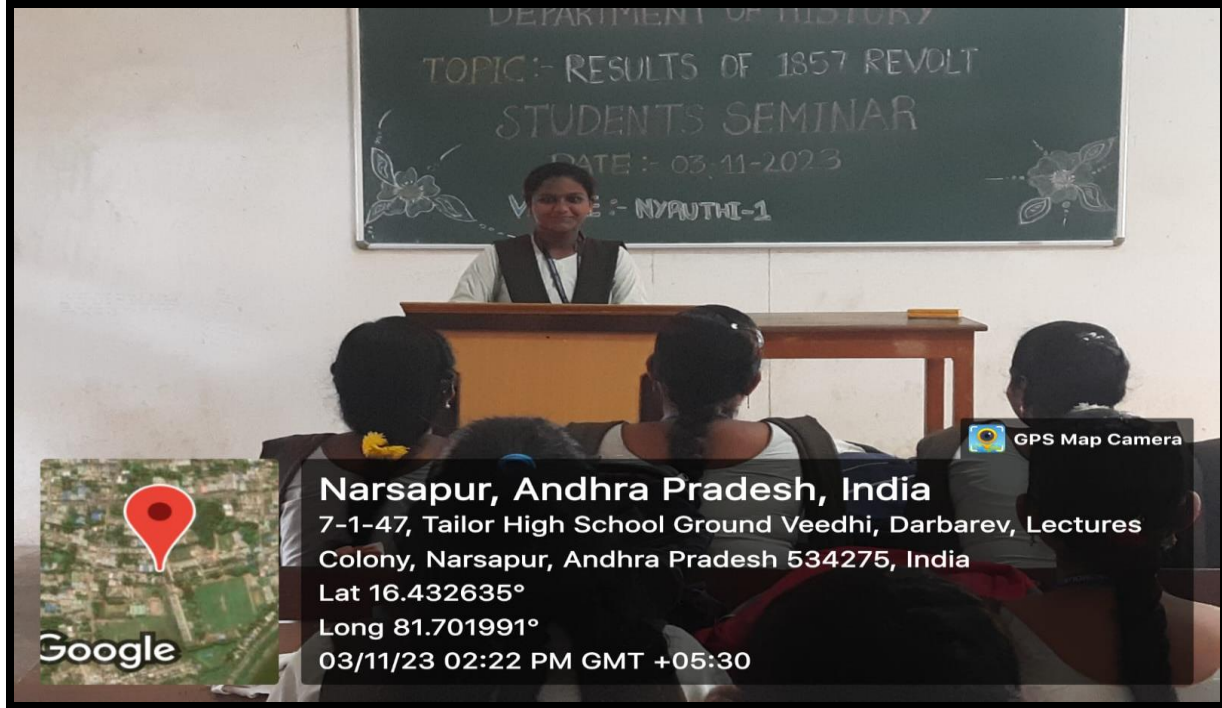 DEPARTMENT OF HISTORY
TOPIC:- RESULTS OF 1857 REVOLT
STUDENTS SEMINAR
DATE:- 03-11-2023
:- NYRUTHI-1
GPS Map Camera
Narsapur, Andhra Pradesh, India
7-1-47, Tailor High School Ground Veedhi, Darbarev, Lectures
Colony, Narsapur, Andhra Pradesh 534275, India
Lat 16.432635°
Long 81.701991°
03/11/23 02:22 PM GMT +05:30
Google